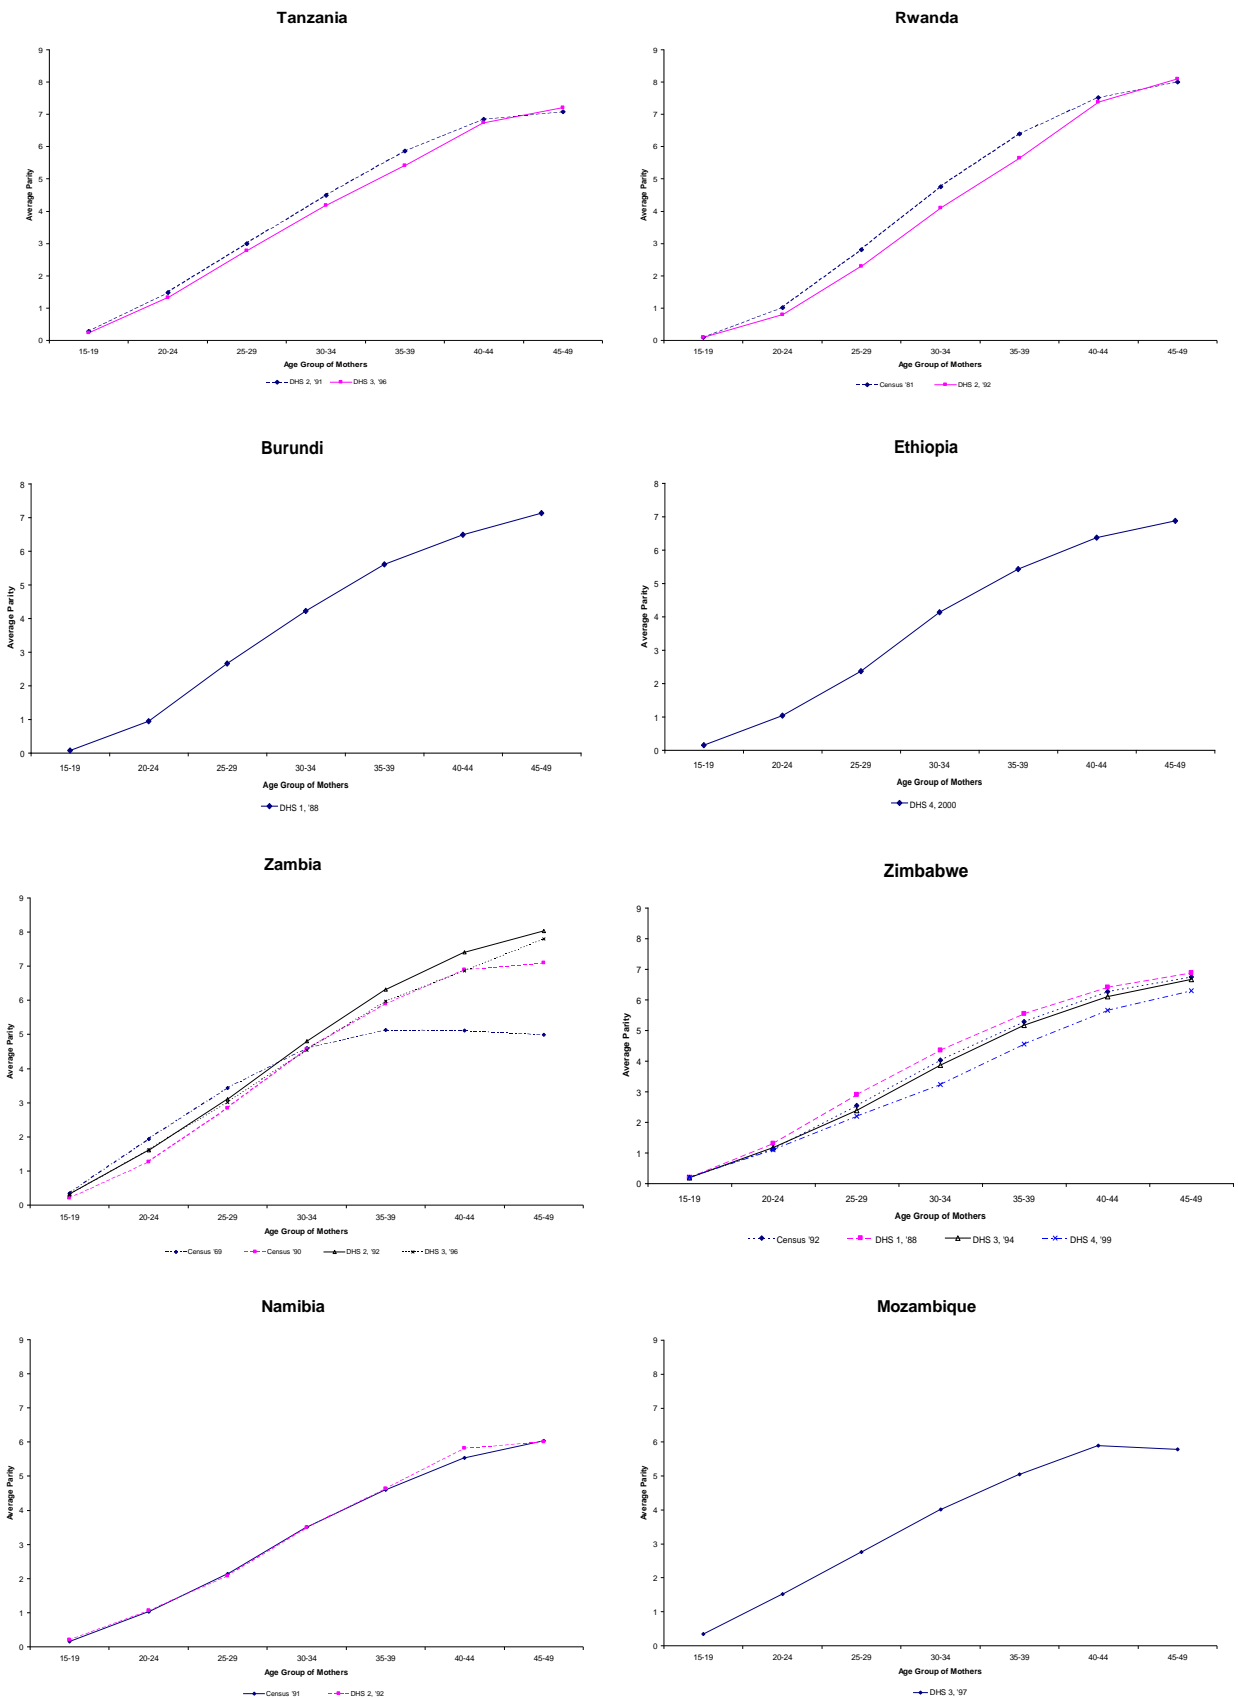 Tanzania
9
8
7
6
5
4
3
2
1
0
Average Parity
15-19 20-24 25-29 30-34 35-39 40-44 45-49
Age Group of Mothers
DHS 2, '91 DHS 3, '96
Rwanda
9
8
7
6
5
4
3
2
1
0
Average Parity
15-19 20-24 25-29 30-34 35-39 40-44 45-49
Age Group of Mothers
Census '81 DHS 2, '92
Burundi
8
7
6
5
4
3
2
1
0
Average Parity
15-19 20-24 25-29 30-34 35-39 40-44 45-49
Age Group of Mothers
DHS 1, '88
Ethiopia
8
7
6
5
4
3
2
1
0
Average Parity
15-19 20-24 25-29 30-34 35-39 40-44 45-49
Age Group of Mothers
DHS 4, 2000
Zambia
9
8
7
6
5
4
3
2
1
0
Average Parity
15-19 20-24 25-29 30-34 35-39 40-44 45-49
Age Group of Mothers
Census '69 Census '90 DHS 2, '92 DHS 3, '96
Zimbabwe
9
8
7
6
5
4
3
2
1
0
Average Parity
15-19 20-24 25-29 30-34 35-39 40-44 45-49
Age Group of Mothers
Census '92 DHS 1, '88 DHS 3, '94 DHS 4, '99
Namibia
9
8
7
6
5
4
3
2
1
0
Average Parity
15-19 20-24 25-29 30-34 35-39 40-44 45-49
Age Group of Mothers
Census '91 DHS 2, '92
Mozambique
9
8
7
6
5
4
3
2
1
0
Average Parity
15-19 20-24 25-29 30-34 35-39 40-44 45-49
Age Group of Mothers
DHS 3, '97